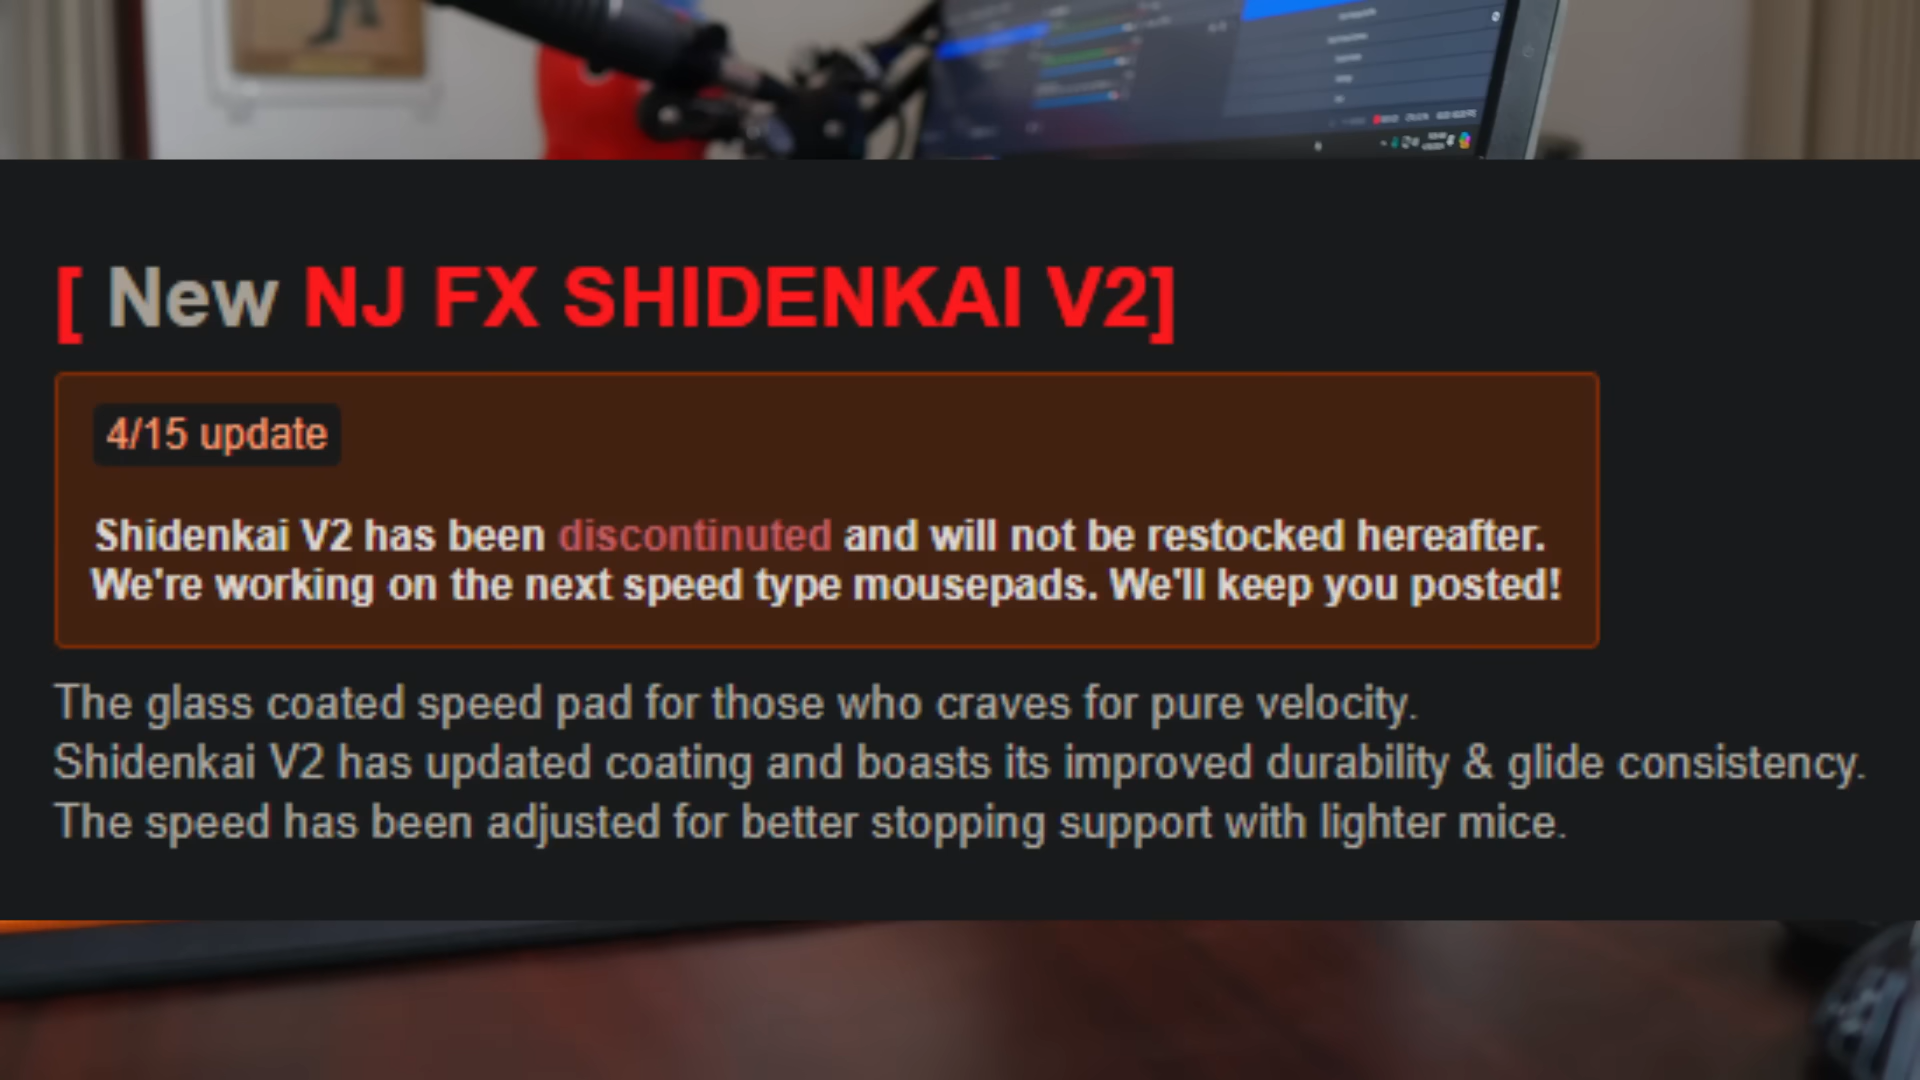 [ New NJ FX SHIDENKAI V2]
4/15 update
Shidenkai V2 has been discontinuted and will not be restocked hereafter.
We're working on the next speed type mousepads. We'll keep you posted!
The glass coated speed pad for those who craves for pure velocity.
Shidenkai V2 has updated coating and boasts its improved durability & glide consistency.
The speed has been adjusted for better stopping support with lighter mice.